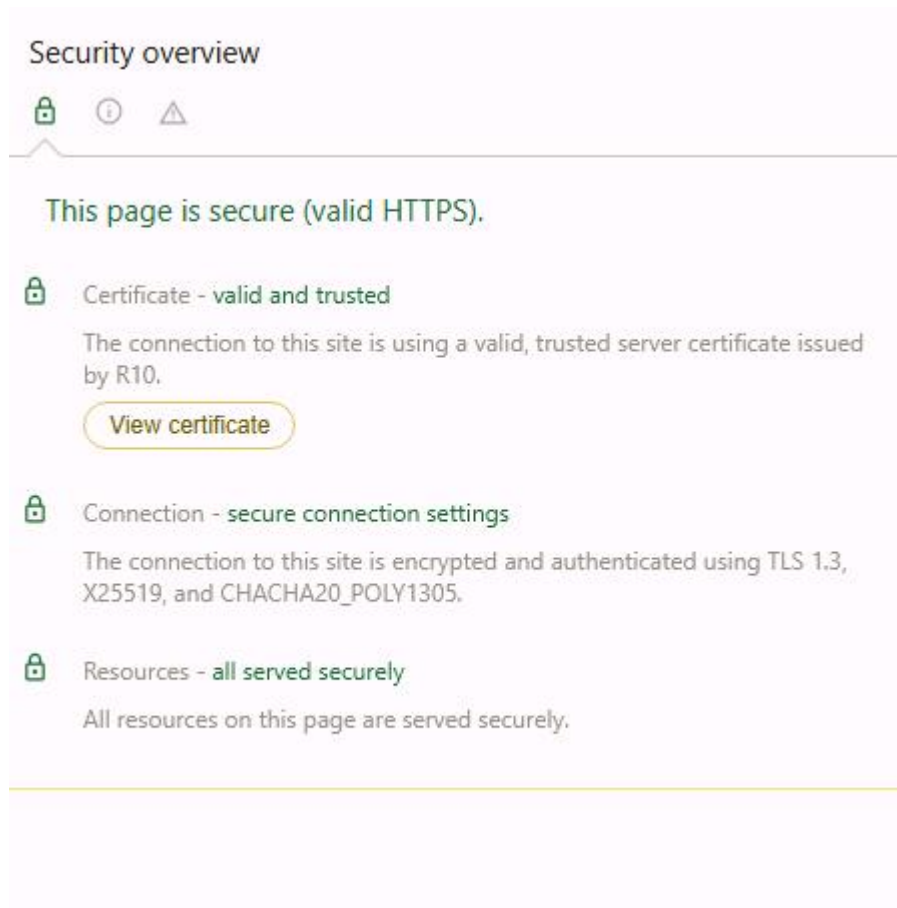 Security overview
This page is secure (valid HTTPS).
Certificate - valid and trusted
The connection to this site is using a valid, trusted server certificate issued
by R10.
View certificate
Connection - secure connection settings
The connection to this site is encrypted and authenticated using TLS 1.3,
X25519, and CHACHA20_POLY1305.
Resources - all served securely
All resources on this page are served securely.